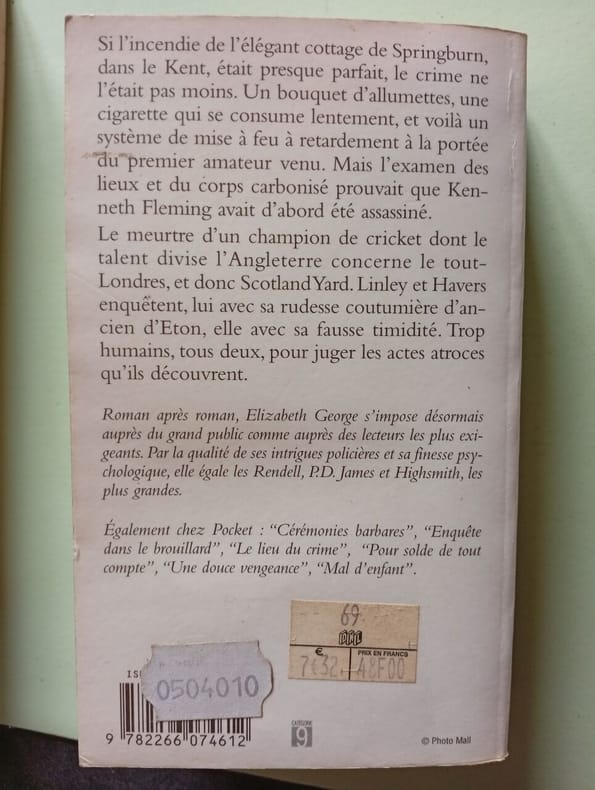 Si l'incendie de l'élégant cottage de Springburn,
dans le Kent, était presque parfait, le crime ne
l'était pas moins. Un bouquet d'allumettes, une
cigarette qui se consume lentement, et voilà un
système de mise à feu à retardement à la portée
du premier amateur venu. Mais l'examen des
lieux et du corps carbonisé prouvait que Ken-
neth Fleming avait d'abord été assassiné.
Le meurtre d'un champion de cricket dont le
talent divise l'Angleterre concerne le tout-
Londres, et donc Scotland Yard. Linley et Havers
enquêtent, lui avec sa rudesse coutumière d'an-
cien d'Eton, elle avec sa fausse timidité. Trop
humains, tous deux, pour juger les actes atroces
qu'ils découvrent.
Roman après roman, Elizabeth George s'impose désormais
auprès du grand public comme auprès des lecteurs les plus exi-
geants. Par la qualité de ses intrigues policières et sa finesse psy-
chologique, elle égale les Rendell, P.D. James et Highsmith, les
plus grandes.
Également chez Pocket : "Cérémonies barbares", "Enquête
dans le brouillard", "Le lieu du crime", "Pour solde de tout
compte", "Une douce vengeance", "Mal d'enfant".
69
€ PRIX EN FRANCS
7€32 48F00
0504010
9 782266 074612
CATÉGORIE
9
© Photo Mall